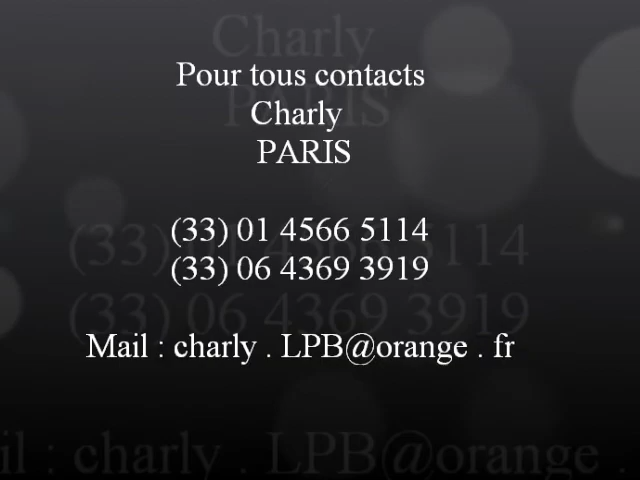 Pour tous contacts
Charly
PARIS
(33) 01 4566 5114
(33) 06 4369 3919
Mail : charly . LPB@orange . fr